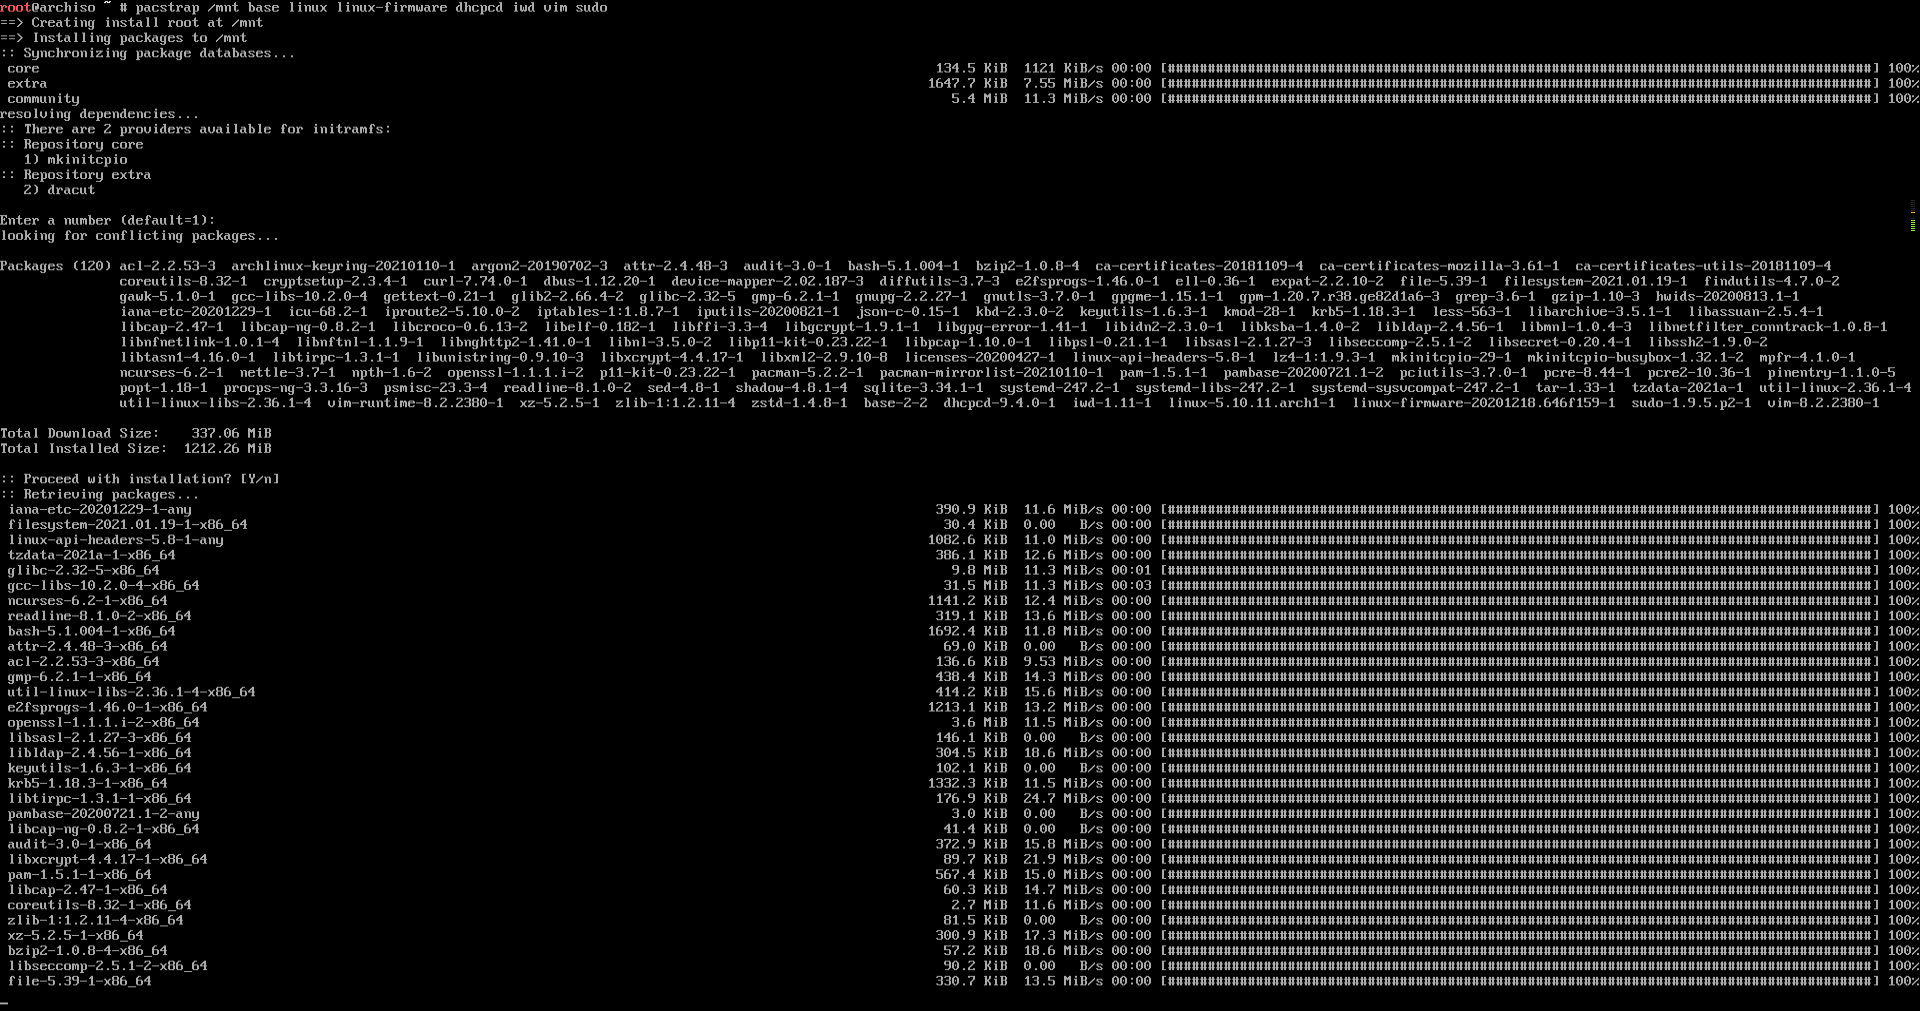 root@archiso ~ # pacstrap /mnt base linux linux-firmware dhcpcd iwd vim sudo
==> Creating install root at /mnt
==> Installing packages to /mnt
:: Synchronizing package databases...
core 134.5 KiB 1121 KiB/s 00:00 [########################################################################################] 100%
extra 1647.7 KiB 7.55 MiB/s 00:00 [########################################################################################] 100%
community 5.4 MiB 11.3 MiB/s 00:00 [########################################################################################] 100%
resolving dependencies...
:: There are 2 providers available for initramfs:
:: Repository core
1) mkinitcpio
:: Repository extra
2) dracut
Enter a number (default=1):
looking for conflicting packages...
Packages (120) acl-2.2.53-3 archlinux-keyring-20210110-1 argon2-20190702-3 attr-2.4.48-3 audit-3.0-1 bash-5.1.004-1 bzip2-1.0.8-4 ca-certificates-20181109-4 ca-certificates-mozilla-3.61-1 ca-certificates-utils-20181109-4
coreutils-8.32-1 cryptsetup-2.3.4-1 curl-7.74.0-1 dbus-1.12.20-1 device-mapper-2.02.187-3 diffutils-3.7-3 e2fsprogs-1.46.0-1 ell-0.36-1 expat-2.2.10-2 file-5.39-1 filesystem-2021.01.19-1 findutils-4.7.0-2
gawk-5.1.0-1 gcc-libs-10.2.0-4 gettext-0.21-1 glib2-2.66.4-2 glibc-2.32-5 gmp-6.2.1-1 gnupg-2.2.27-1 gnutls-3.7.0-1 gpgme-1.15.1-1 gpm-1.20.7.r38.ge82d1a6-3 grep-3.6-1 gzip-1.10-3 hwids-20200813.1-1
iana-etc-20201229-1 icu-68.2-1 iproute2-5.10.0-2 iptables-1:1.8.7-1 iputils-20200821-1 json-c-0.15-1 kbd-2.3.0-2 keyutils-1.6.3-1 kmod-28-1 krb5-1.18.3-1 less-563-1 libarchive-3.5.1-1 libassuan-2.5.4-1
libcap-2.47-1 libcap-ng-0.8.2-1 libcroco-0.6.13-2 libelf-0.182-1 libffi-3.3-4 libgcrypt-1.9.1-1 libgpg-error-1.41-1 libidn2-2.3.0-1 libksba-1.4.0-2 libldap-2.4.56-1 libmnl-1.0.4-3 libnetfilter_conntrack-1.0.8-1
libnfnetlink-1.0.1-4 libnftnl-1.1.9-1 libnghttp2-1.41.0-1 libnl-3.5.0-2 libp11-kit-0.23.22-1 libpcap-1.10.0-1 libpsl-0.21.1-1 libsasl-2.1.27-3 libseccomp-2.5.1-2 libsecret-0.20.4-1 libssh2-1.9.0-2
libtasn1-4.16.0-1 libtirpc-1.3.1-1 libunistring-0.9.10-3 libxcrypt-4.4.17-1 libxml2-2.9.10-8 licenses-20200427-1 linux-api-headers-5.8-1 lz4-1:1.9.3-1 mkinitcpio-29-1 mkinitcpio-busybox-1.32.1-2 mpfr-4.1.0-1
ncurses-6.2-1 nettle-3.7-1 npth-1.6-2 openssl-1.1.1.i-2 p11-kit-0.23.22-1 pacman-5.2.2-1 pacman-mirrorlist-20210110-1 pam-1.5.1-1 pambase-20200721.1-2 pciutils-3.7.0-1 pcre-8.44-1 pcre2-10.36-1 pinentry-1.1.0-5
popt-1.18-1 procps-ng-3.3.16-3 psmisc-23.3-4 readline-8.1.0-2 sed-4.8-1 shadow-4.8.1-4 sqlite-3.34.1-1 systemd-247.2-1 systemd-libs-247.2-1 systemd-sysvcompat-247.2-1 tar-1.33-1 tzdata-2021a-1 util-linux-2.36.1-4
util-linux-libs-2.36.1-4 vim-runtime-8.2.2380-1 xz-5.2.5-1 zlib-1:1.2.11-4 zstd-1.4.8-1 base-2-2 dhcpcd-9.4.0-1 iwd-1.11-1 linux-5.10.11.arch1-1 linux-firmware-20201218.646f159-1 sudo-1.9.5.p2-1 vim-8.2.2380-1
Total Download Size: 337.06 MiB
Total Installed Size: 1212.26 MiB
:: Proceed with installation? [Y/n]
:: Retrieving packages...
iana-etc-20201229-1-any 390.9 KiB 11.6 MiB/s 00:00 [########################################################################################] 100%
filesystem-2021.01.19-1-x86_64 30.4 KiB 0.00 B/s 00:00 [########################################################################################] 100%
linux-api-headers-5.8-1-any 1082.6 KiB 11.0 MiB/s 00:00 [########################################################################################] 100%
tzdata-2021a-1-x86_64 386.1 KiB 12.6 MiB/s 00:00 [########################################################################################] 100%
glibc-2.32-5-x86_64 9.8 MiB 11.3 MiB/s 00:01 [########################################################################################] 100%
gcc-libs-10.2.0-4-x86_64 31.5 MiB 11.3 MiB/s 00:03 [########################################################################################] 100%
ncurses-6.2-1-x86_64 1141.2 KiB 12.4 MiB/s 00:00 [########################################################################################] 100%
readline-8.1.0-2-x86_64 319.1 KiB 13.6 MiB/s 00:00 [########################################################################################] 100%
bash-5.1.004-1-x86_64 1692.4 KiB 11.8 MiB/s 00:00 [########################################################################################] 100%
attr-2.4.48-3-x86_64 69.0 KiB 0.00 B/s 00:00 [########################################################################################] 100%
acl-2.2.53-3-x86_64 136.6 KiB 9.53 MiB/s 00:00 [########################################################################################] 100%
gmp-6.2.1-1-x86_64 438.4 KiB 14.3 MiB/s 00:00 [########################################################################################] 100%
util-linux-libs-2.36.1-4-x86_64 414.2 KiB 15.6 MiB/s 00:00 [########################################################################################] 100%
e2fsprogs-1.46.0-1-x86_64 1213.1 KiB 13.2 MiB/s 00:00 [########################################################################################] 100%
openssl-1.1.1.i-2-x86_64 3.6 MiB 11.5 MiB/s 00:00 [########################################################################################] 100%
libsasl-2.1.27-3-x86_64 146.1 KiB 0.00 B/s 00:00 [########################################################################################] 100%
libldap-2.4.56-1-x86_64 304.5 KiB 18.6 MiB/s 00:00 [########################################################################################] 100%
keyutils-1.6.3-1-x86_64 102.1 KiB 0.00 B/s 00:00 [########################################################################################] 100%
krb5-1.18.3-1-x86_64 1332.3 KiB 11.5 MiB/s 00:00 [########################################################################################] 100%
libtirpc-1.3.1-1-x86_64 176.9 KiB 24.7 MiB/s 00:00 [########################################################################################] 100%
pambase-20200721.1-2-any 3.0 KiB 0.00 B/s 00:00 [########################################################################################] 100%
libcap-ng-0.8.2-1-x86_64 41.4 KiB 0.00 B/s 00:00 [########################################################################################] 100%
audit-3.0-1-x86_64 372.9 KiB 15.8 MiB/s 00:00 [########################################################################################] 100%
libxcrypt-4.4.17-1-x86_64 89.7 KiB 21.9 MiB/s 00:00 [########################################################################################] 100%
pam-1.5.1-1-x86_64 567.4 KiB 15.0 MiB/s 00:00 [########################################################################################] 100%
libcap-2.47-1-x86_64 60.3 KiB 14.7 MiB/s 00:00 [########################################################################################] 100%
coreutils-8.32-1-x86_64 2.7 MiB 11.6 MiB/s 00:00 [########################################################################################] 100%
zlib-1:1.2.11-4-x86_64 81.5 KiB 0.00 B/s 00:00 [########################################################################################] 100%
xz-5.2.5-1-x86_64 300.9 KiB 17.3 MiB/s 00:00 [########################################################################################] 100%
bzip2-1.0.8-4-x86_64 57.2 KiB 18.6 MiB/s 00:00 [########################################################################################] 100%
libseccomp-2.5.1-2-x86_64 90.2 KiB 0.00 B/s 00:00 [########################################################################################] 100%
file-5.39-1-x86_64 330.7 KiB 13.5 MiB/s 00:00 [########################################################################################] 100%